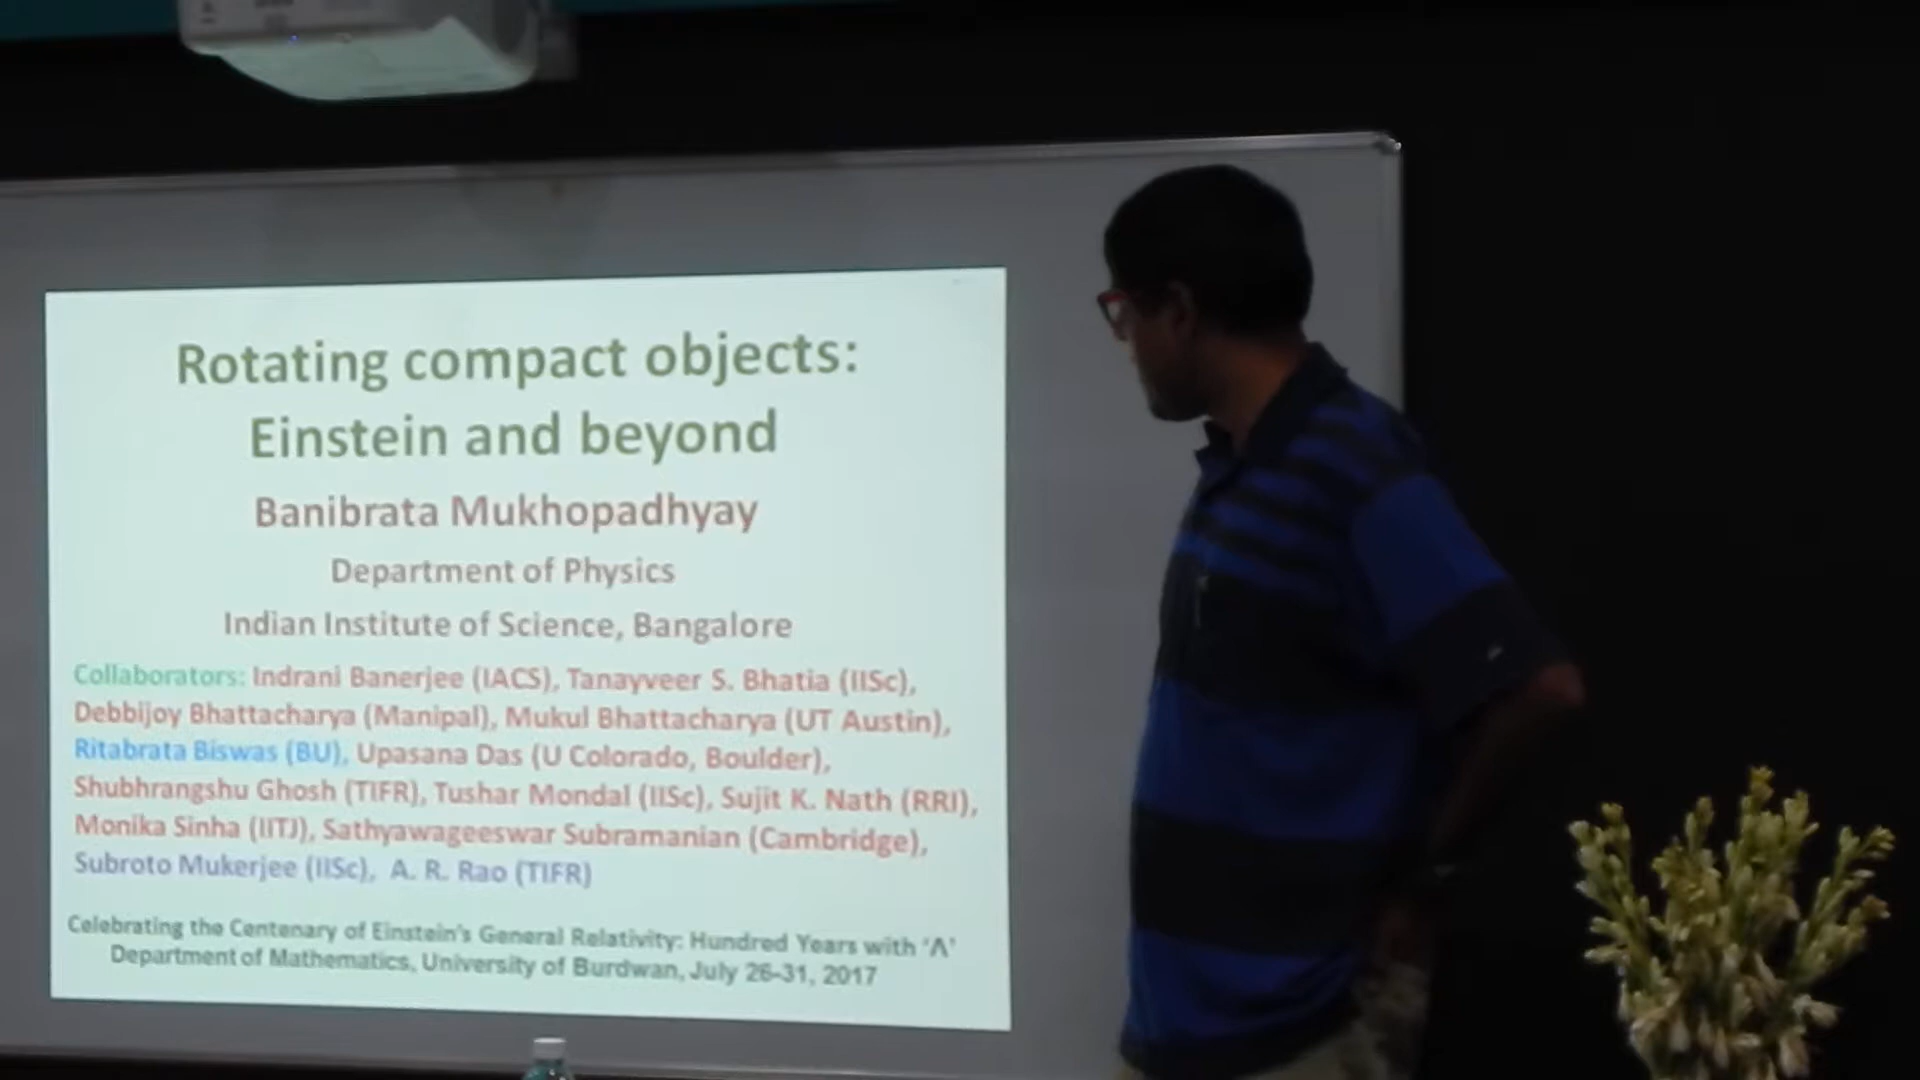 Rotating compact objects:
Einstein and beyond
Banibrata Mukhopadhyay
Department of Physics
Indian Institute of Science, Bangalore
Collaborators: Indrani Banerjee (IACS), Tanayveer S. Bhatia (IISc),
Debbijoy Bhattacharya (Manipal), Mukul Bhattacharya (UT Austin),
Ritabrata Biswas (BU), Upasana Das (U Colorado, Boulder),
Shubhrangshu Ghosh (TIFR), Tushar Mondal (IISc), Sujit K. Nath (RRI),
Monika Sinha (IITJ), Sathyawageeswar Subramanian (Cambridge),
Subroto Mukerjee (IISc), A. R. Rao (TIFR)
Celebrating the Centenary of Einstein's General Relativity: Hundred Years with 'Λ'
Department of Mathematics, University of Burdwan, July 26-31, 2017